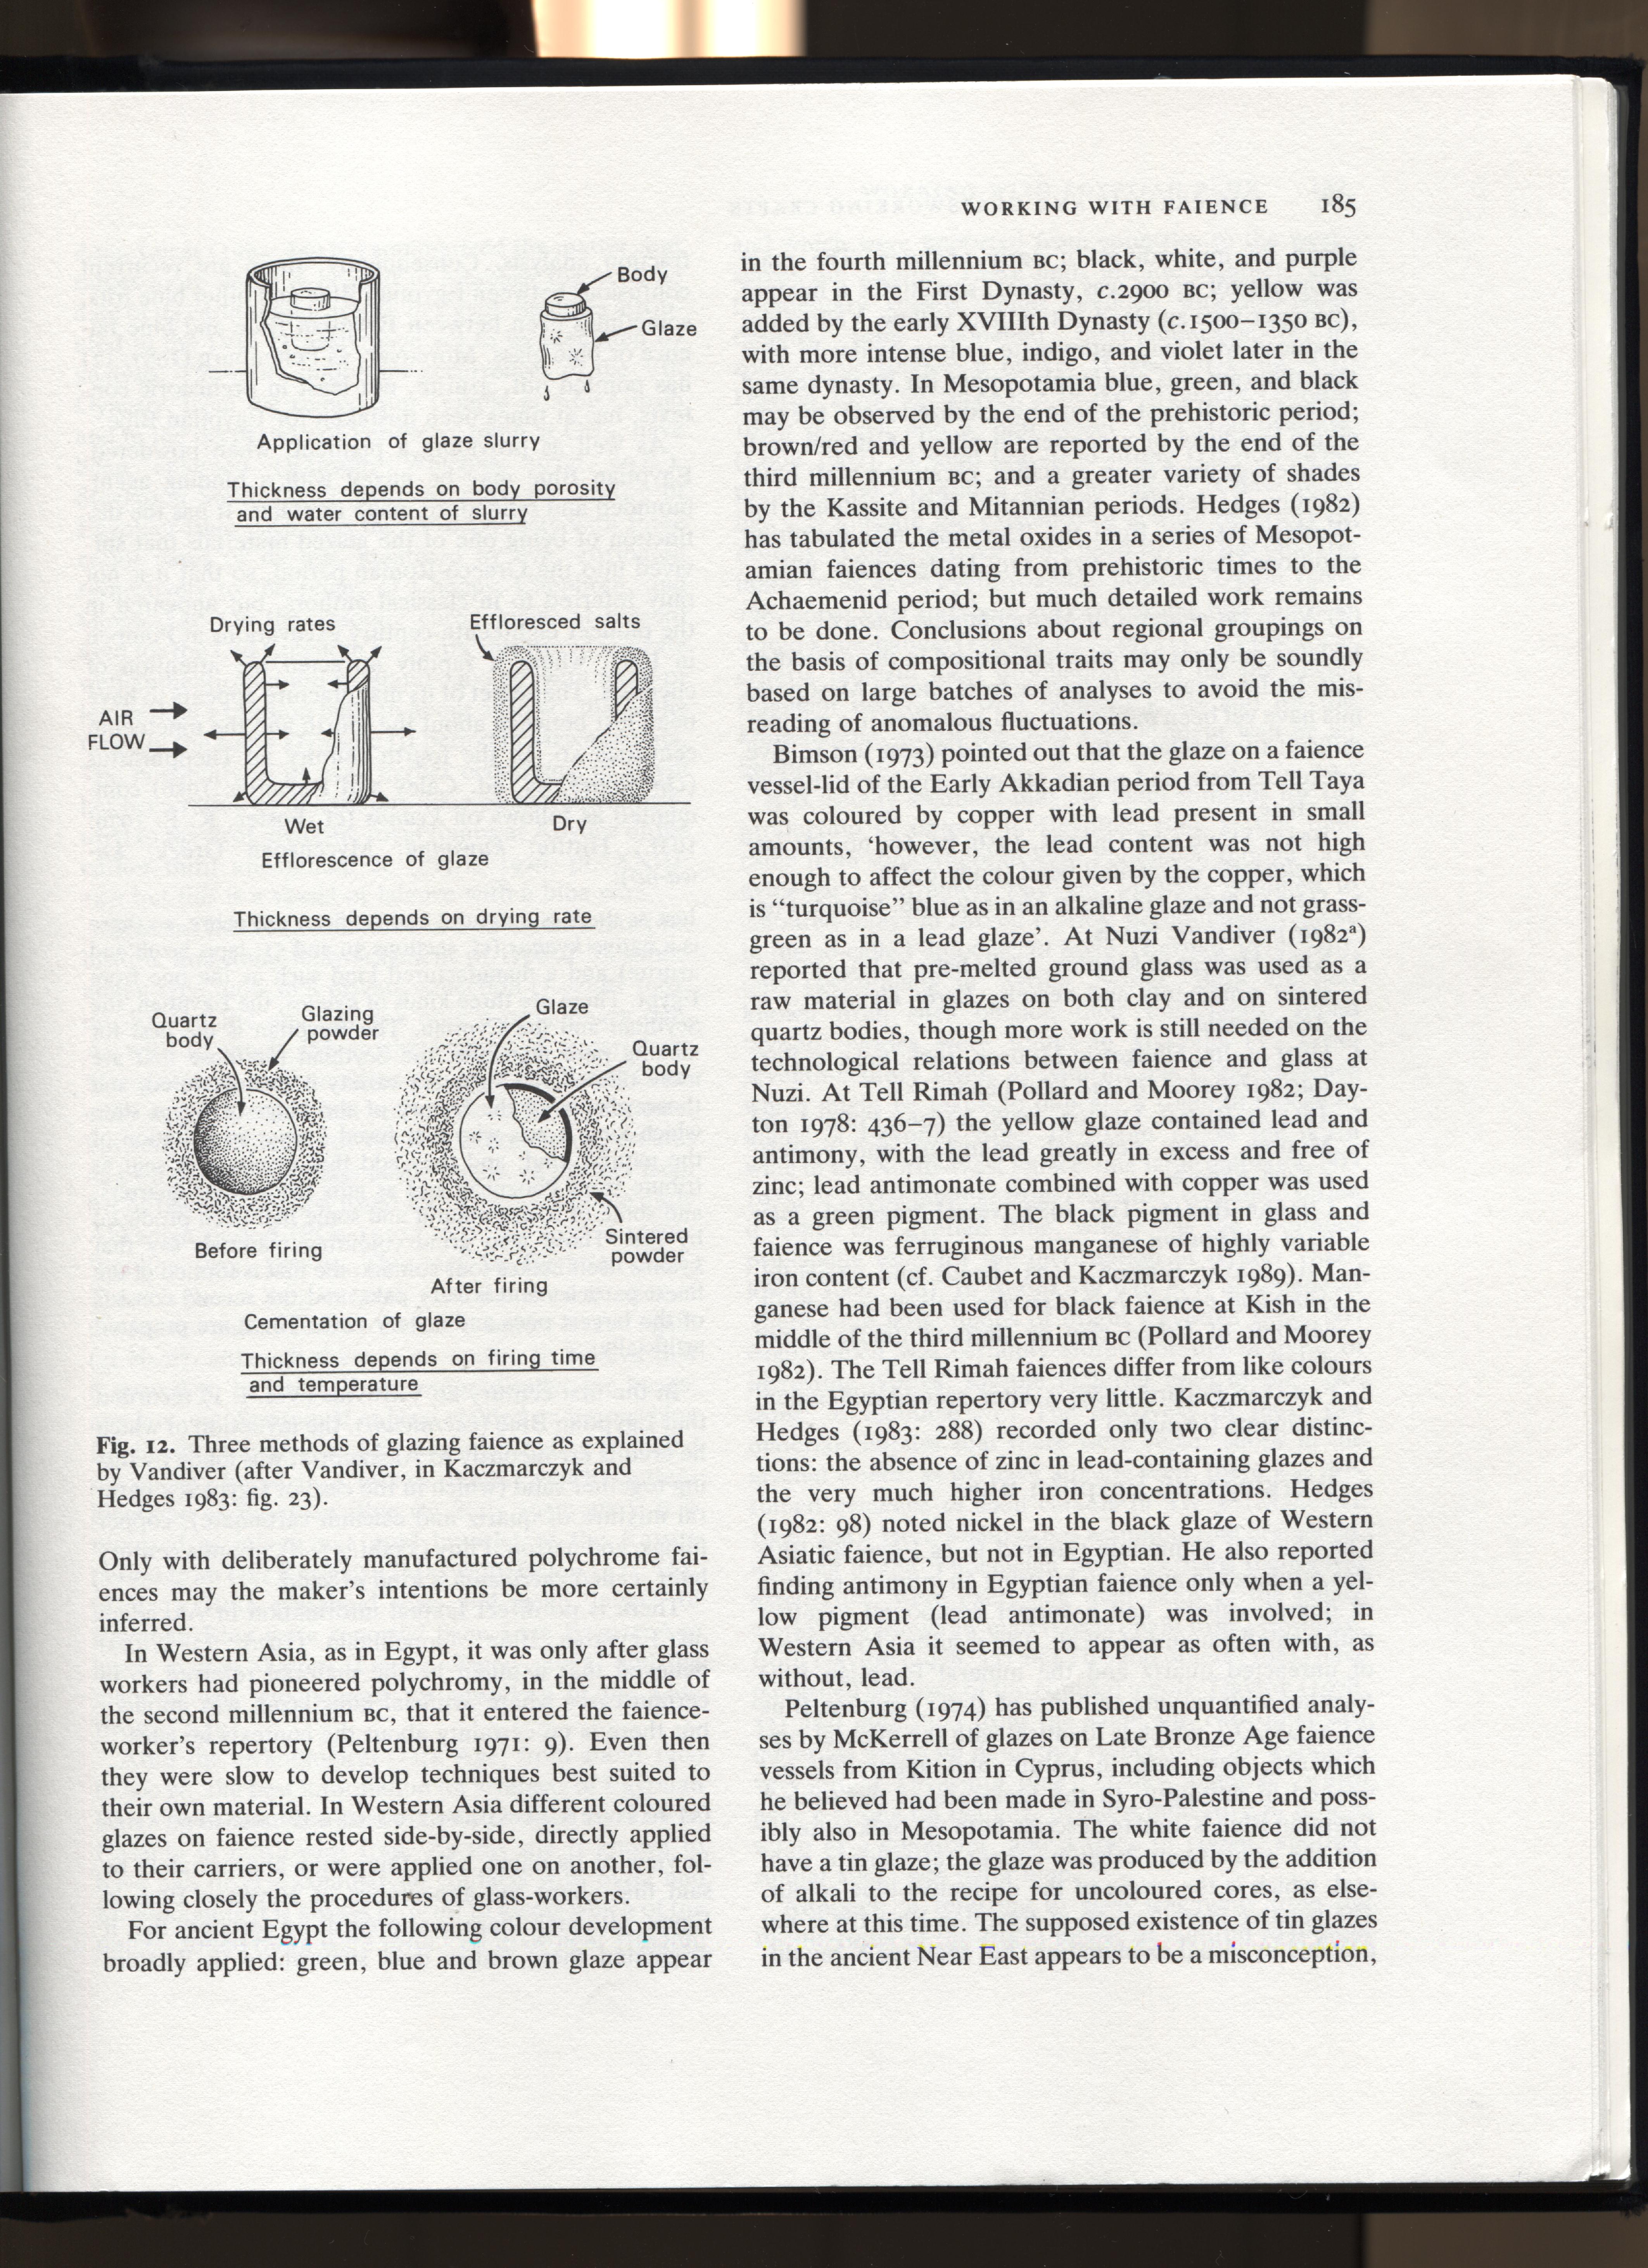 WORKING WITH FAIENCE 185
Body
Glaze
Application of glaze slurry
Thickness depends on body porosity
and water content of slurry
Drying rates
Effloresced salts
AIR
FLOW
Wet
Dry
Efflorescence of glaze
Thickness depends on drying rate
Quartz
body
Glazing
powder
Glaze
Quartz
body
Sintered
powder
Before firing
After firing
Cementation of glaze
Thickness depends on firing time
and temperature
Fig. 12. Three methods of glazing faience as explained
by Vandiver (after Vandiver, in Kaczmarczyk and
Hedges 1983: fig. 23).
Only with deliberately manufactured polychrome fai-
ences may the maker's intentions be more certainly
inferred.
In Western Asia, as in Egypt, it was only after glass
workers had pioneered polychromy, in the middle of
the second millennium BC, that it entered the faience-
worker's repertory (Peltenburg 1971: 9). Even then
they were slow to develop techniques best suited to
their own material. In Western Asia different coloured
glazes on faience rested side-by-side, directly applied
to their carriers, or were applied one on another, fol-
lowing closely the procedures of glass-workers.
For ancient Egypt the following colour development
broadly applied: green, blue and brown glaze appear
in the fourth millennium BC; black, white, and purple
appear in the First Dynasty, c.2900 BC; yellow was
added by the early XVIIIth Dynasty (c.1500–1350 BC),
with more intense blue, indigo, and violet later in the
same dynasty. In Mesopotamia blue, green, and black
may be observed by the end of the prehistoric period;
brown/red and yellow are reported by the end of the
third millennium BC; and a greater variety of shades
by the Kassite and Mitannian periods. Hedges (1982)
has tabulated the metal oxides in a series of Mesopot-
amian faiences dating from prehistoric times to the
Achaemenid period; but much detailed work remains
to be done. Conclusions about regional groupings on
the basis of compositional traits may only be soundly
based on large batches of analyses to avoid the mis-
reading of anomalous fluctuations.
Bimson (1973) pointed out that the glaze on a faience
vessel-lid of the Early Akkadian period from Tell Taya
was coloured by copper with lead present in small
amounts, 'however, the lead content was not high
enough to affect the colour given by the copper, which
is "turquoise" blue as in an alkaline glaze and not grass-
green as in a lead glaze'. At Nuzi Vandiver (1982ª)
reported that pre-melted ground glass was used as a
raw material in glazes on both clay and on sintered
quartz bodies, though more work is still needed on the
technological relations between faience and glass at
Nuzi. At Tell Rimah (Pollard and Moorey 1982; Day-
ton 1978: 436–7) the yellow glaze contained lead and
antimony, with the lead greatly in excess and free of
zinc; lead antimonate combined with copper was used
as a green pigment. The black pigment in glass and
faience was ferruginous manganese of highly variable
iron content (cf. Caubet and Kaczmarczyk 1989). Man-
ganese had been used for black faience at Kish in the
middle of the third millennium BC (Pollard and Moorey
1982). The Tell Rimah faiences differ from like colours
in the Egyptian repertory very little. Kaczmarczyk and
Hedges (1983: 288) recorded only two clear distinc-
tions: the absence of zinc in lead-containing glazes and
the very much higher iron concentrations. Hedges
(1982: 98) noted nickel in the black glaze of Western
Asiatic faience, but not in Egyptian. He also reported
finding antimony in Egyptian faience only when a yel-
low pigment (lead antimonate) was involved; in
Western Asia it seemed to appear as often with, as
without, lead.
Peltenburg (1974) has published unquantified analy-
ses by McKerrell of glazes on Late Bronze Age faience
vessels from Kition in Cyprus, including objects which
he believed had been made in Syro-Palestine and poss-
ibly also in Mesopotamia. The white faience did not
have a tin glaze; the glaze was produced by the addition
of alkali to the recipe for uncoloured cores, as else-
where at this time. The supposed existence of tin glazes
in the ancient Near East appears to be a misconception,